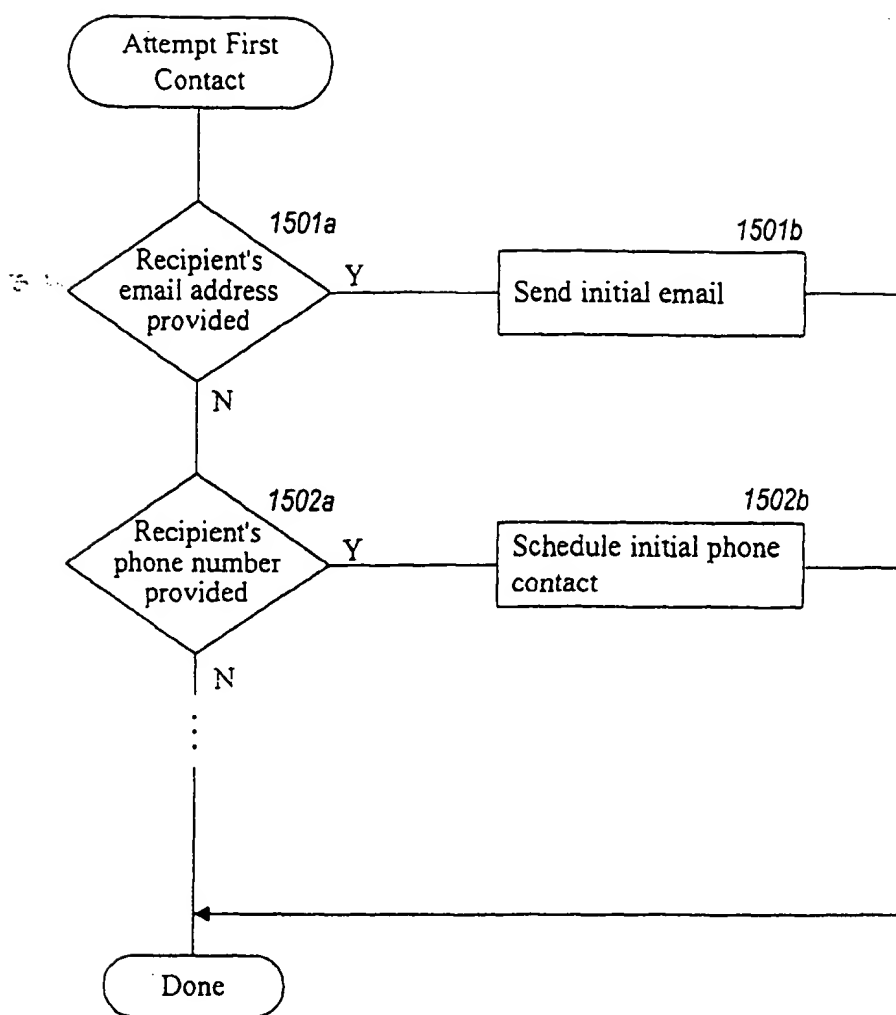 Attempt First
Contact
1501a
Recipient's
email address
provided
Y
1501b
Send initial email
N
1502a
Recipient's
phone number
provided
Y
1502b
Schedule initial phone
contact
N
Done